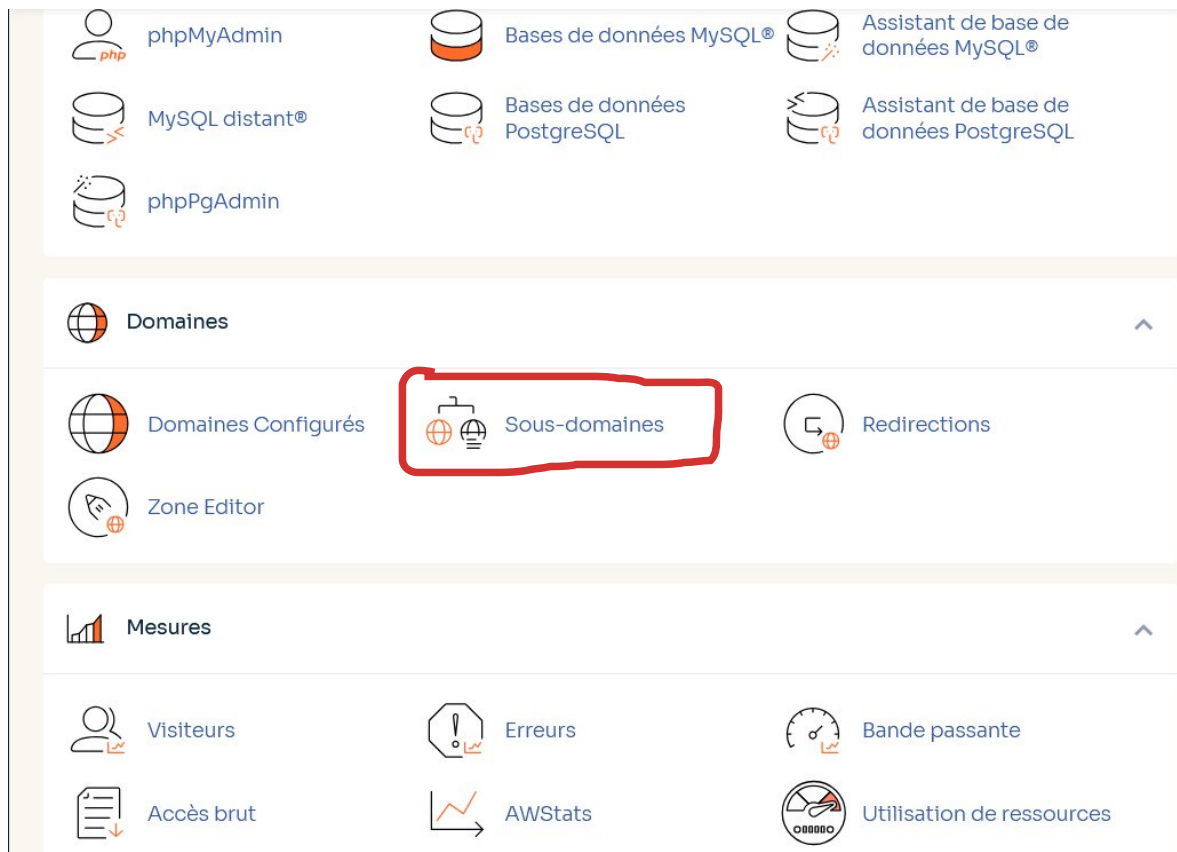 php
phpMyAdmin
Bases de données MySQL®
Assistant de base de
données MySQL®
MySQL distant®
Bases de données
PostgreSQL
Assistant de base de
données PostgreSQL
phpPgAdmin
Domaines
Domaines Configurés
Sous-domaines
Redirections
Zone Editor
Mesures
Visiteurs
Erreurs
Bande passante
Accès brut
AWStats
Utilisation de ressources